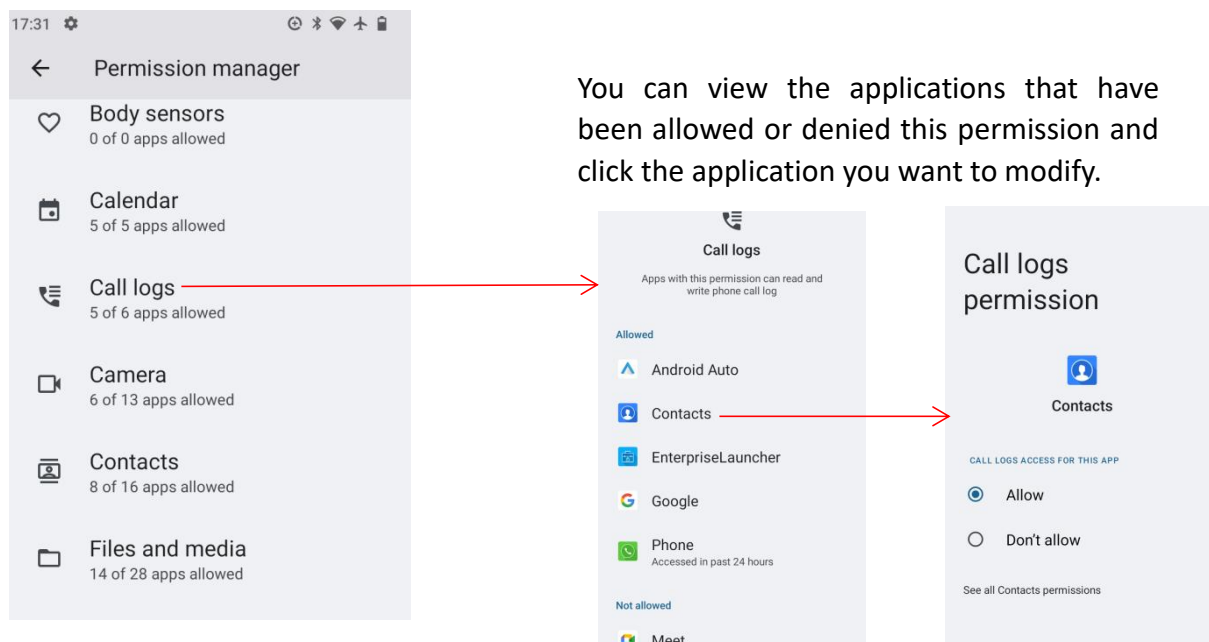 17:31
Permission manager
Body sensors
0 of 0 apps allowed
Calendar
5 of 5 apps allowed
Call logs
5 of 6 apps allowed
Camera
6 of 13 apps allowed
Contacts
8 of 16 apps allowed
Files and media
14 of 28 apps allowed
You can view the applications that have
been allowed or denied this permission and
click the application you want to modify.
Call logs
Apps with this permission can read and
write phone call log
Allowed
Android Auto
Contacts
EnterpriseLauncher
Google
Phone
Accessed in past 24 hours
Not allowed
Meet
Call logs
permission
Contacts
CALL LOGS ACCESS FOR THIS APP
Allow
Don't allow
See all Contacts permissions